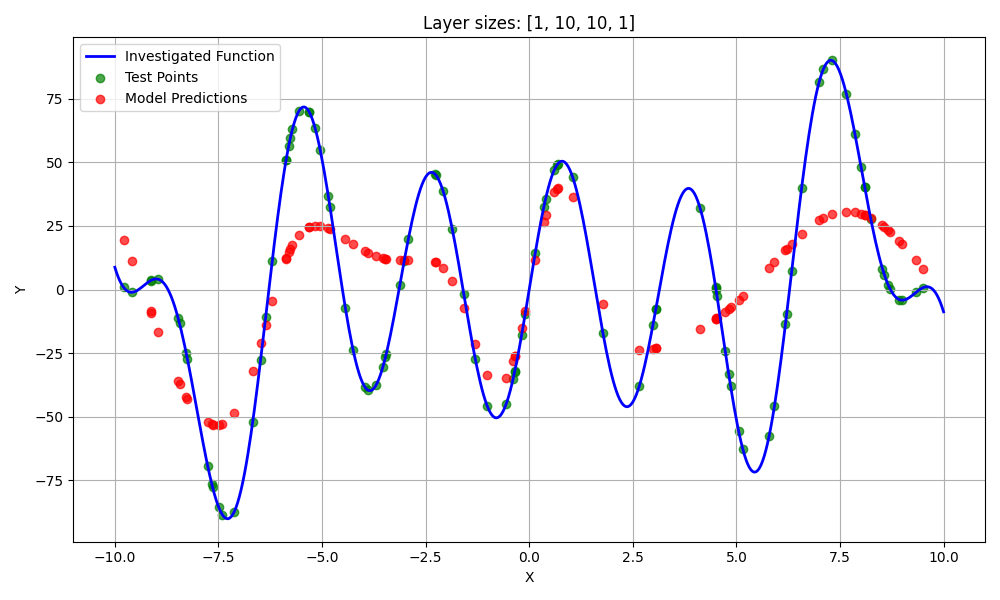 Layer sizes: [1, 10, 10, 1]
Investigated Function
Test Points
Model Predictions
Y
75
50
25
0
−25
−50
−75
−10.0 −7.5 −5.0 −2.5 0.0 2.5 5.0 7.5 10.0
X